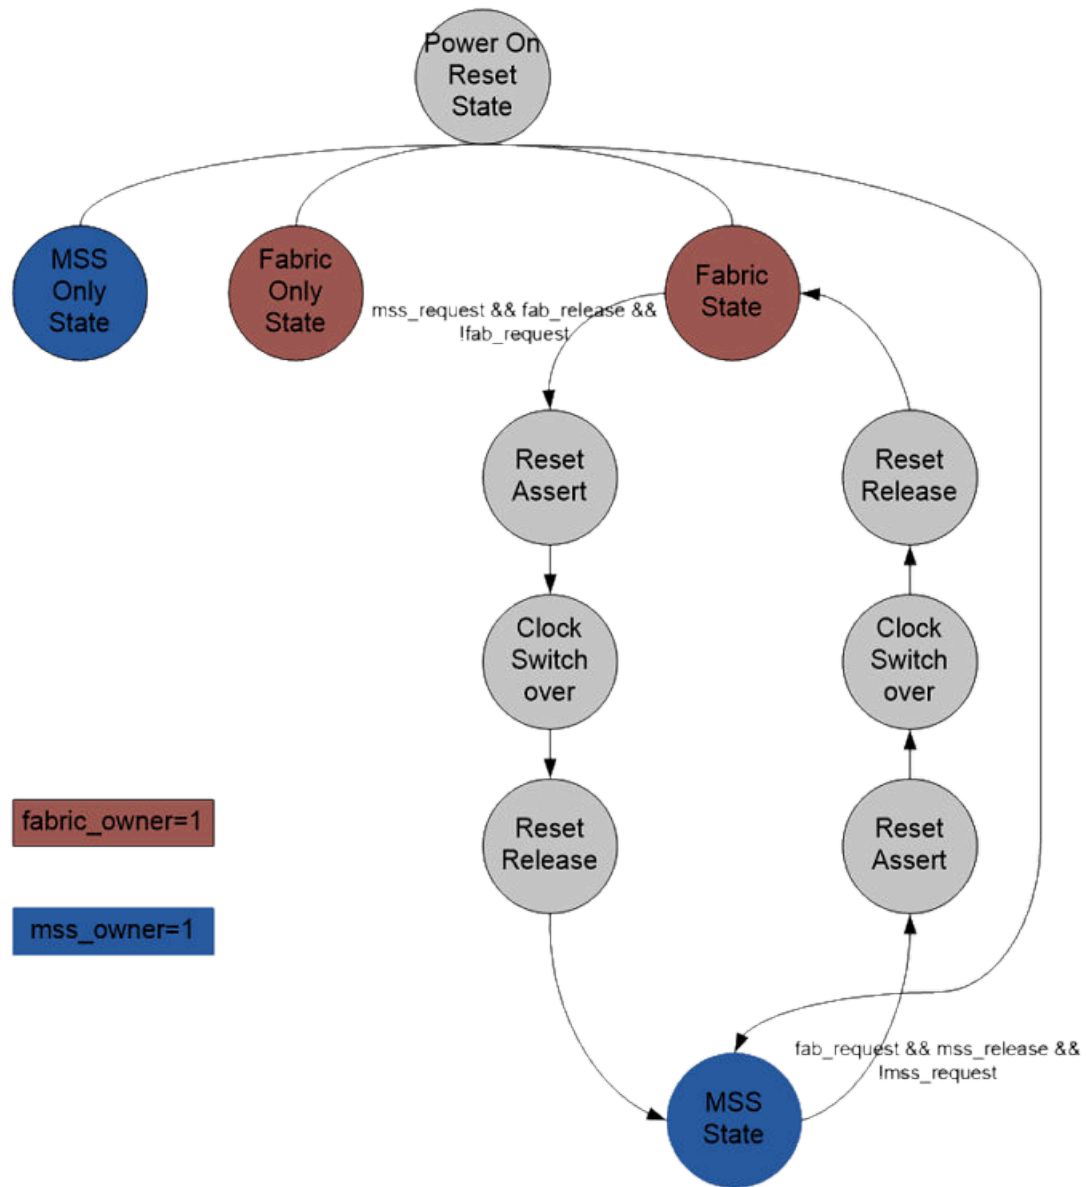 Power On
Reset
State
MSS
Only
State
Fabric
Only
State
Fabric
State
mss_request && fab_release &&
!fab_request
Reset
Assert
Reset
Release
Clock
Switch
over
Clock
Switch
over
fabric_owner=1
Reset
Release
Reset
Assert
mss_owner=1
fab_request && mss_release &&
!mss_request
MSS
State